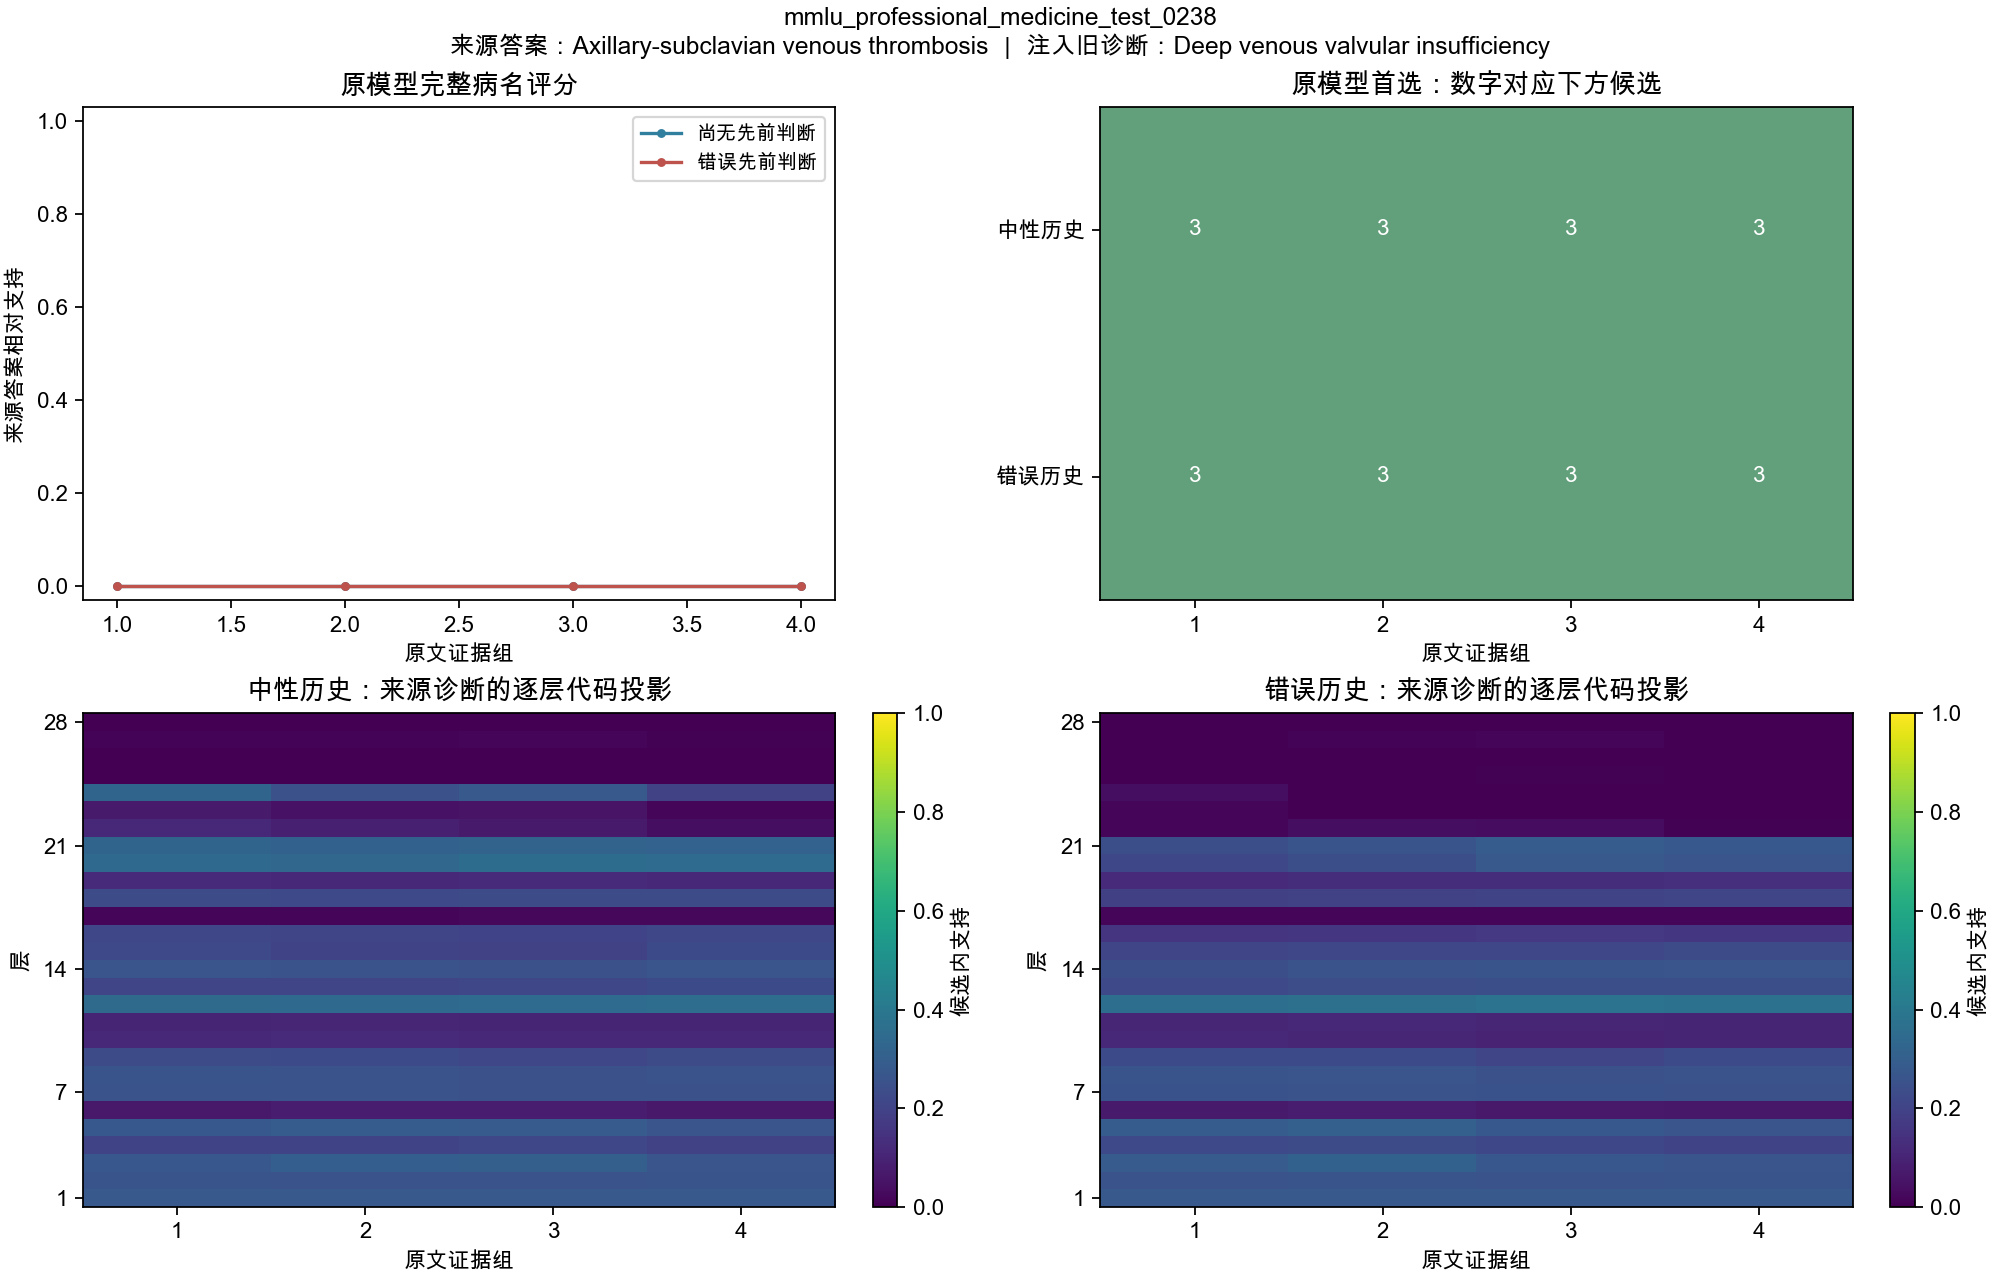 mmlu_professional_medicine_test_0238
来源答案：Axillary-subclavian venous thrombosis | 注入旧诊断：Deep venous valvular insufficiency
原模型完整病名评分
1.0
0.8
0.6
0.4
0.2
0.0
来源答案相对支持
尚无先前判断
错误先前判断
1.0 1.5 2.0 2.5 3.0 3.5 4.0
原文证据组
原模型首选：数字对应下方候选
中性历史
3 3 3 3
错误历史
3 3 3 3
1 2 3 4
原文证据组
中性历史：来源诊断的逐层代码投影
28
21
14
7
1
层
1 2 3 4
原文证据组
1.0
0.8
0.6
0.4
0.2
0.0
候选内支持
错误历史：来源诊断的逐层代码投影
28
21
14
7
1
层
1 2 3 4
原文证据组
1.0
0.8
0.6
0.4
0.2
0.0
候选内支持